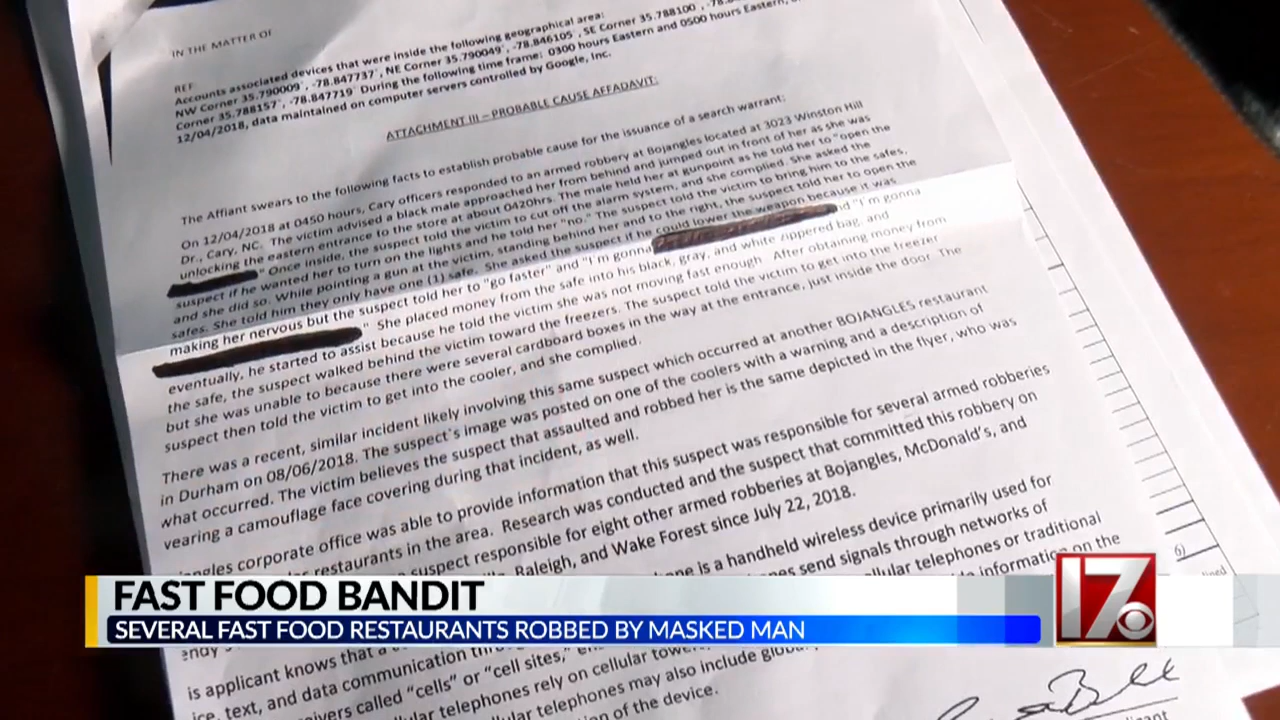 IN THE MATTER OF
REF
Accounts associated devices that were inside the following geographical area:
NW Corner 35.790009°, -78.847737°, NE Corner 35.790049°, -78.846105°, SE Corner 35.788100°,
Corner 35.788157°, -78.847719° During the following time frame: 0300 hours Eastern and 0500 hours Eastern,
12/04/2018, data maintained on computer servers controlled by Google, Inc.
ATTACHMENT III – PROBABLE CAUSE AFFADAVIT:
The Affiant swears to the following facts to establish probable cause for the issuance of a search warrant:
On 12/04/2018 at 0450 hours, Cary officers responded to an armed robbery at Bojangles located at 3023 Winston Hill
Dr., Cary, NC. The victim advised a black male approached her from behind and jumped out in front of her as she was
unlocking the eastern entrance to the store at about 0420hrs. The male held her at gunpoint as he told her to "open the
" Once inside, the suspect told the victim to cut off the alarm system, and she complied. She asked the
suspect if he wanted her to turn on the lights and he told her "no." The suspect told the victim to bring him to the safes,
and she did so. While pointing a gun at the victim, standing behind her and to the right, the suspect told her to open the
safes. She told him they only have one (1) safe. She asked the suspect if he could lower the weapon because it was
making her nervous but the suspect told her to "go faster" and "I'm gonna and "I'm gonna
" She placed money from the safe into his black, gray, and white zippered bag, and
eventually, he started to assist because he told the victim she was not moving fast enough. After obtaining money from
the safe, the suspect walked behind the victim toward the freezers. The suspect told the victim to get into the freezer
but she was unable to because there were several cardboard boxes in the way at the entrance, just inside the door. The
suspect then told the victim to get into the cooler, and she complied.
There was a recent, similar incident likely involving this same suspect which occurred at another BOJANGLES restaurant
in Durham on 08/06/2018. The suspect's image was posted on one of the coolers with a warning and a description of
what occurred. The victim believes the suspect that assaulted and robbed her is the same depicted in the flyer, who was
wearing a camouflage face covering during that incident, as well.
angles corporate office was able to provide information that this suspect was responsible for several armed robberies
restaurants in the area. Research was conducted and the suspect that committed this robbery on
suspect responsible for eight other armed robberies at Bojangles, McDonald's, and
Raleigh, and Wake Forest since July 22, 2018.
is a handheld wireless device primarily used for
send signals through networks of
cellular telephones or traditional
information on the
is applicant knows that a
text, and data communication
called "cells" or "cell sites,"
telephones rely on cellular
cellular telephones may also include
of the device.
6)
FAST FOOD BANDIT
SEVERAL FAST FOOD RESTAURANTS ROBBED BY MASKED MAN
17